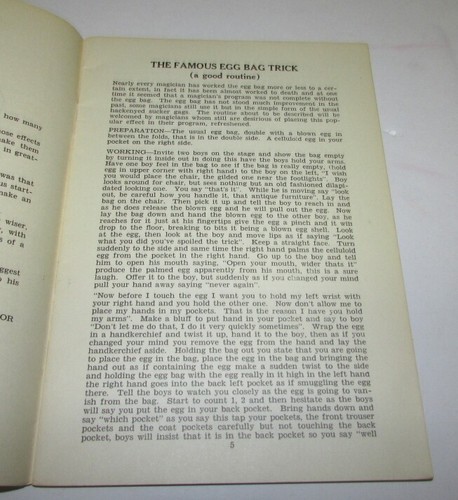 how many
ose effects
make them
in great-
was that
us start-
asked
make
wiser,
, with
s of a
ggest
o his
OR
THE FAMOUS EGG BAG TRICK
(a good routine)
Nearly every magician has worked the egg bag more or less to a cer-
tain extent, in fact it has been almost worked to death and at one
time it seemed that a magician's program was not complete without
the egg bag. The egg bag has not stood much improvement in the
past, some magicians still use it but in the simple form of the usual
hackneyed sucker gags. The routine about to be described will be
welcomed by magicians whom still are desirious of placing this pop-
ular effect in their program, redisned.
PREPARATION—The usual egg bag, double with a blown egg in
between the folds, that is in the double side. A celluloid egg in your
pocket on the right side.
WORKING—Invite two boys on the stage and show the bag empty
by turning it inside out in doing this have the boys hold your arms.
Have one boy feel in the bag to see if the bag is really empty, (hold
egg in upper corner with right hand) to the boy on the left, "I wish
you would place the chair, the gilded one near the footlights". Boy
looks around for chair, but sees nothing but an old fashioned dilapi-
dated looking one. You say "that's it". While he is moving say "look
out, be careful how you handle it, that antique furniture". Lay the
bag on the chair. Then pick it up and tell the boy to reach in and
as he does release the egg and he will pull out the egg. Now
lay the bag down and hand the blown egg to the other boy, as he
reaches for it just at his fingertips give the egg a pinch and it will
drop to the floor, breaking to bits it being a blown egg shell. Look
at the egg, then look at the boy and move lips as if saying "Look
what you did you've spoiled the trick". Keep a straight face. Turn
suddenly to the side and same time the right hand palms the celluloid
egg from the pocket in the right hand. Go up to the boy and tell
him to open his mouth saying, "Open your mouth, wider thats it"
produce the palmed egg apparently from his mouth, this is a sure
laugh. Offer it to the boy, but suddenly as if you changed your mind
pull your hand away saying "never again".
"Now before I touch the egg I want you to hold my left wrist with
your right hand and you hold the other one. Now don't allow me to
place my hands in my pockets. That is the reason I have you hold
my arms". Make a bluff to put hand in your pocket and say to boy
"Don't let me do that, I do it very quickly sometimes". Wrap the egg
in a handkerchief and twist it up, hand it to the boy, then as if you
changed your mind you remove the egg from the hand and lay the
handkerchief aside. Holding the bag out you state that you are going
to place the egg in the bag, place the egg in the bag and bringing the
hand out as if containing the egg make a sudden twist to the side
and holding the egg bag with the egg really in it high in the left hand
the right hand goes into the back left pocket as if smuggling the egg
there. Tell the boys to watch you closely as the egg is going to van-
ish from the bag. Start to count 1, 2 and then hesitate as the boys
will say you put the egg in your back pocket. Bring hands down and
say "which pocket" as you say this tap your pockets, the front trouser
pockets and the coat pockets carefully but not touching the back
pocket, boys will insist that it is in the back pocket so you say "well
5